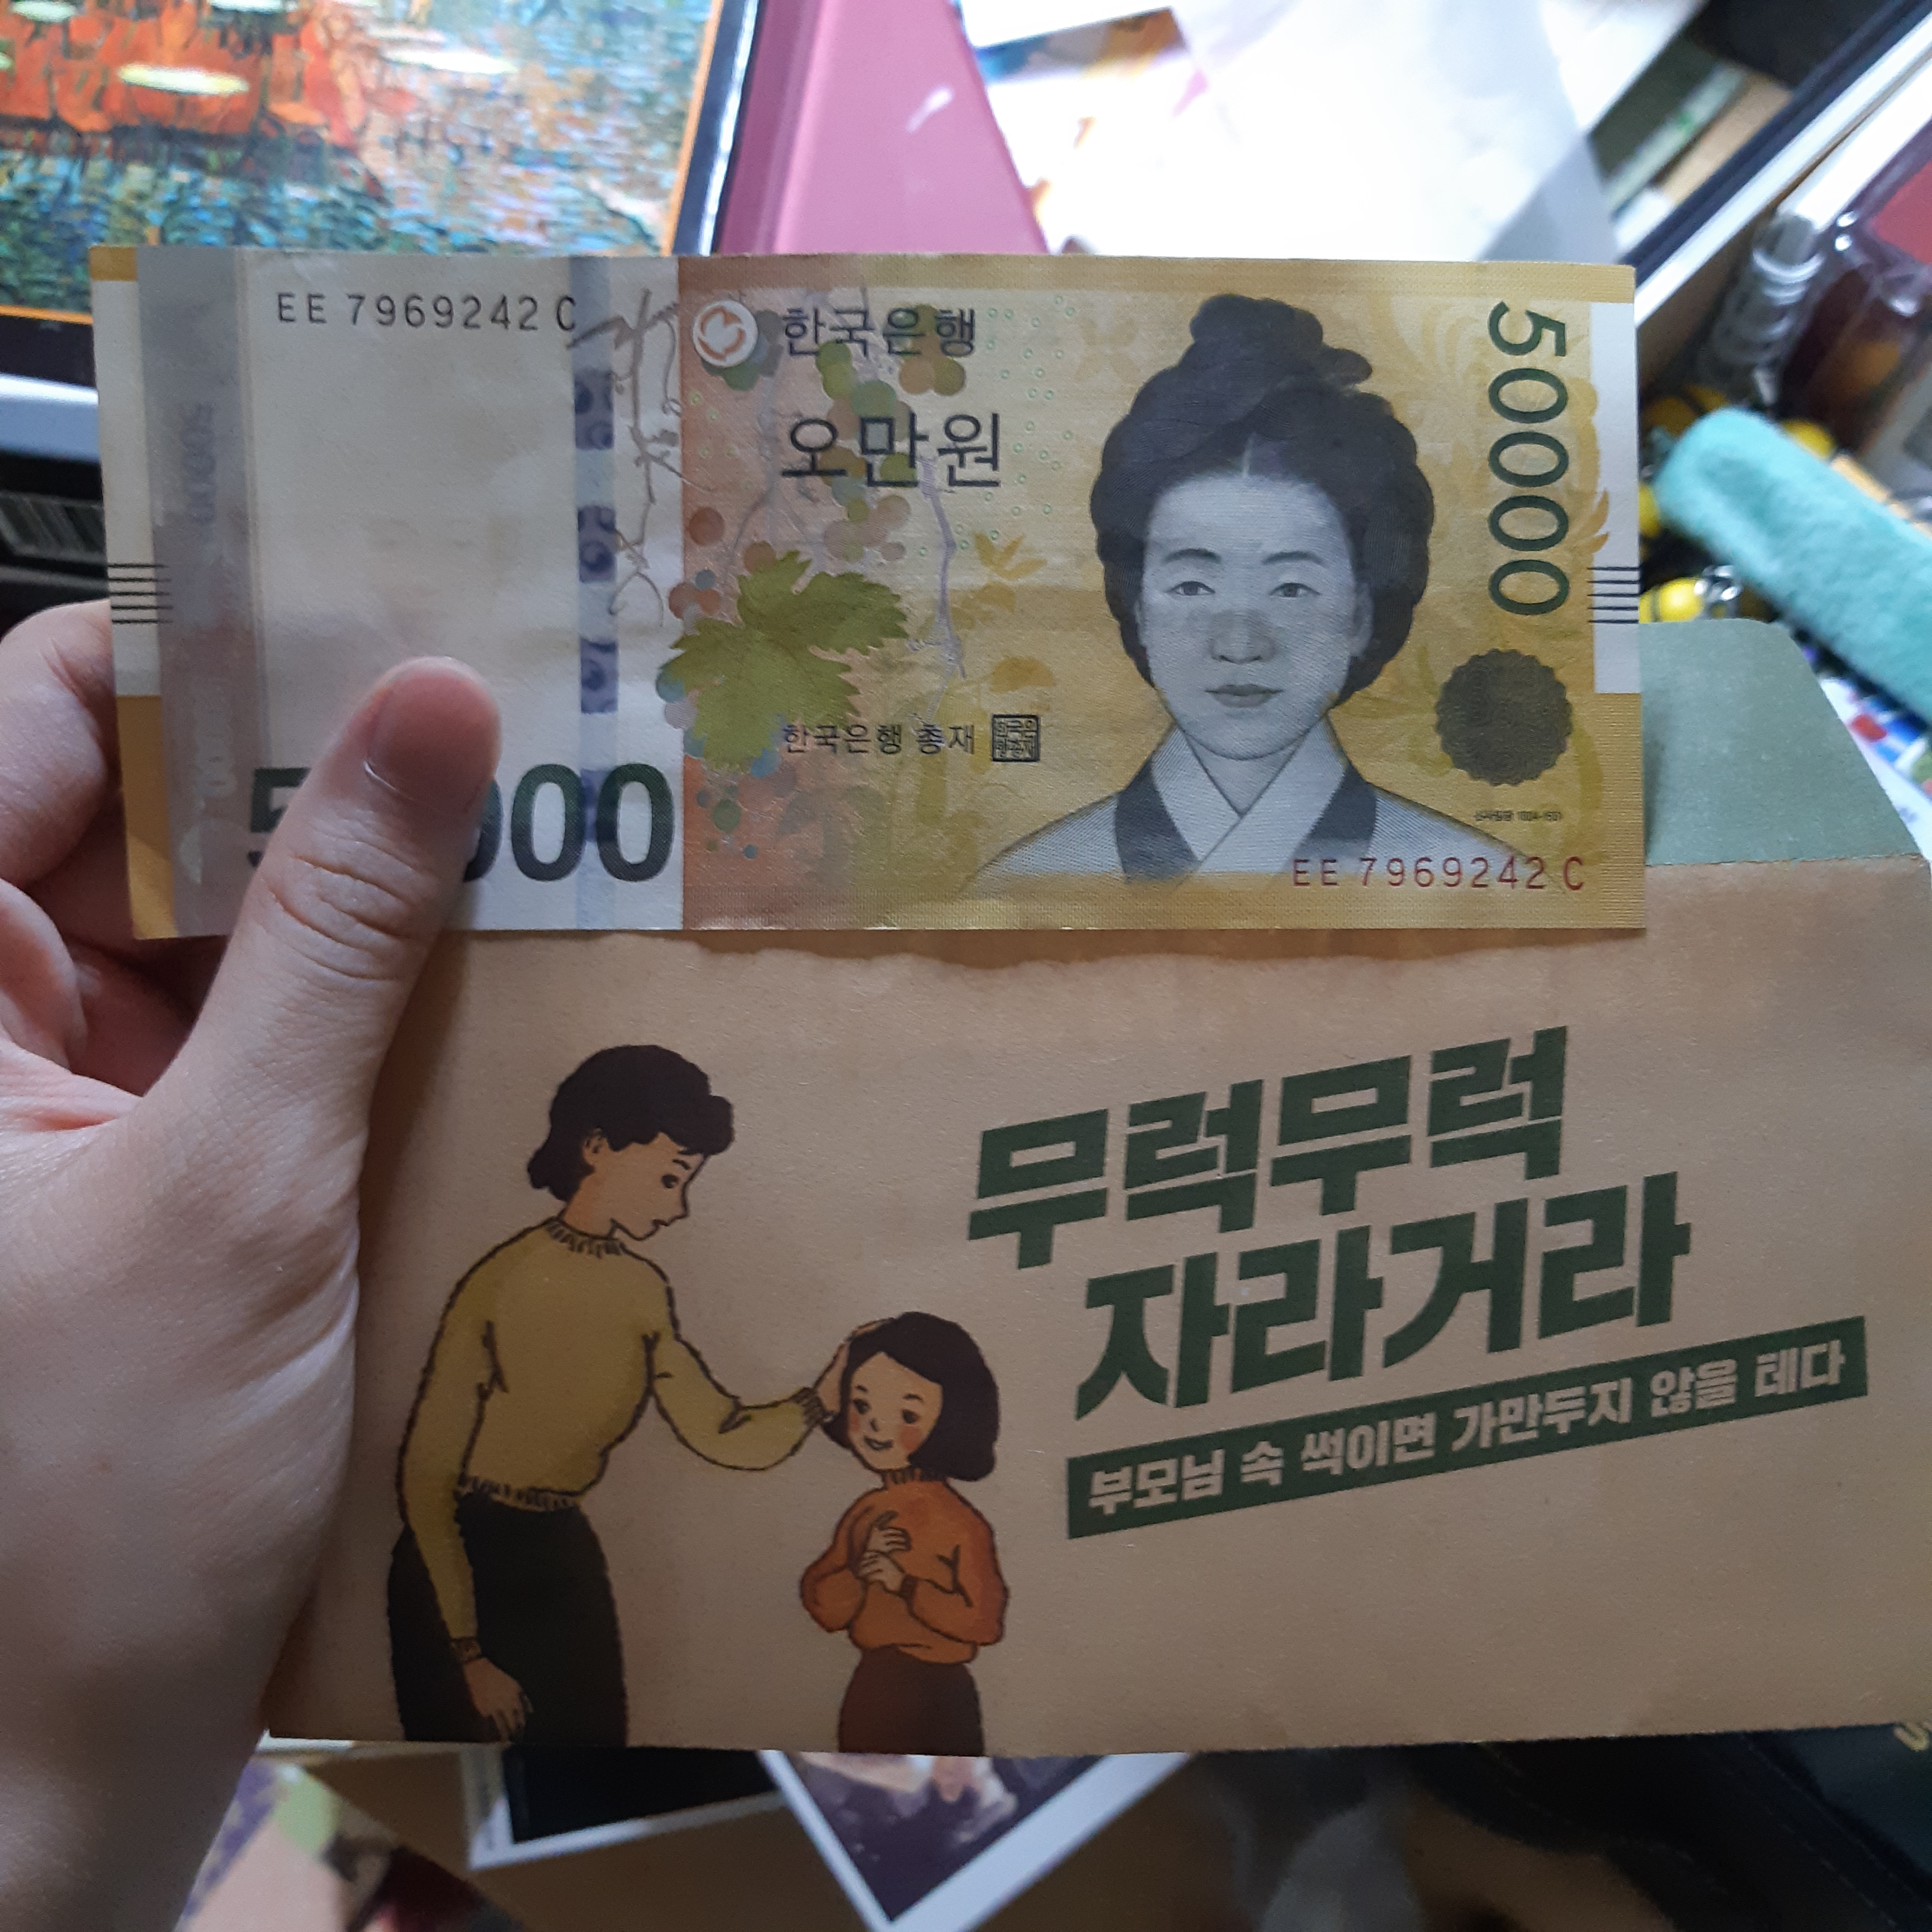 EE 7969242 C
한국은행
오만원
50000
한국은행 총재
EE 7969242 C
무럭무럭
자라거라
부모님 속 썩이면 가만두지 않을 테다